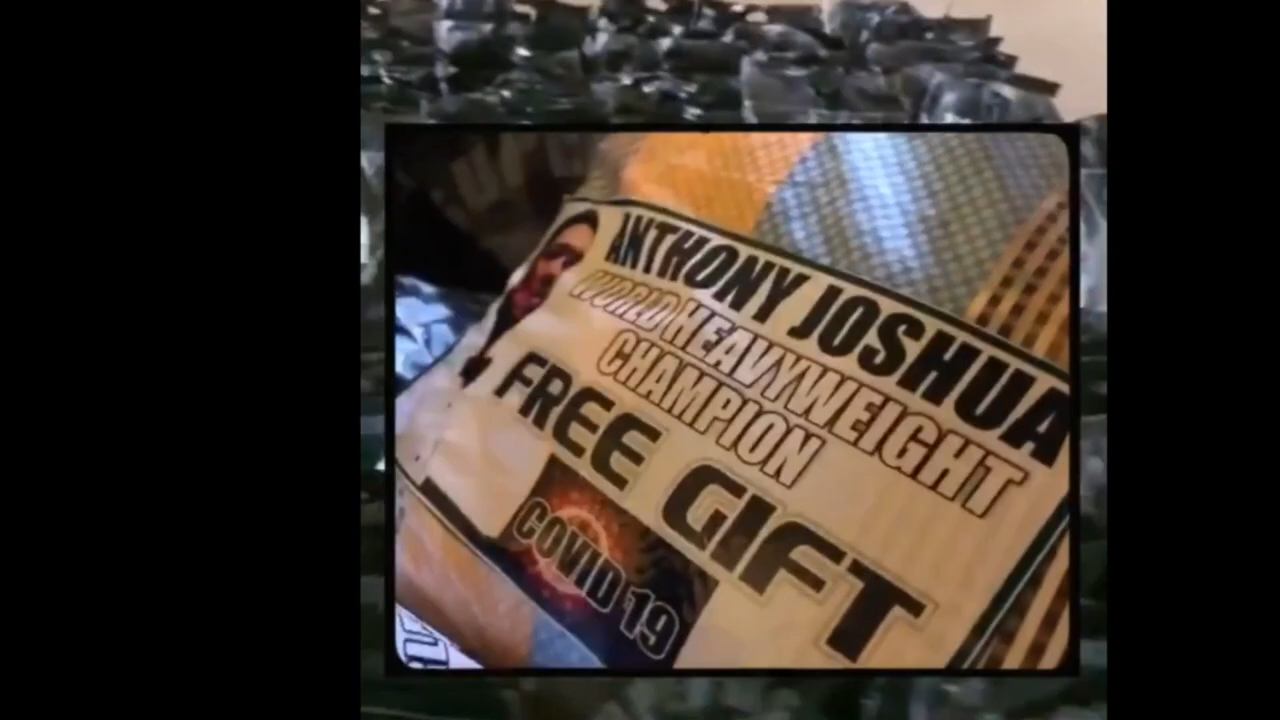 ANTHONY JOSHUA
WORLD HEAVYWEIGHT
CHAMPION
FREE GIFT
COVID 19